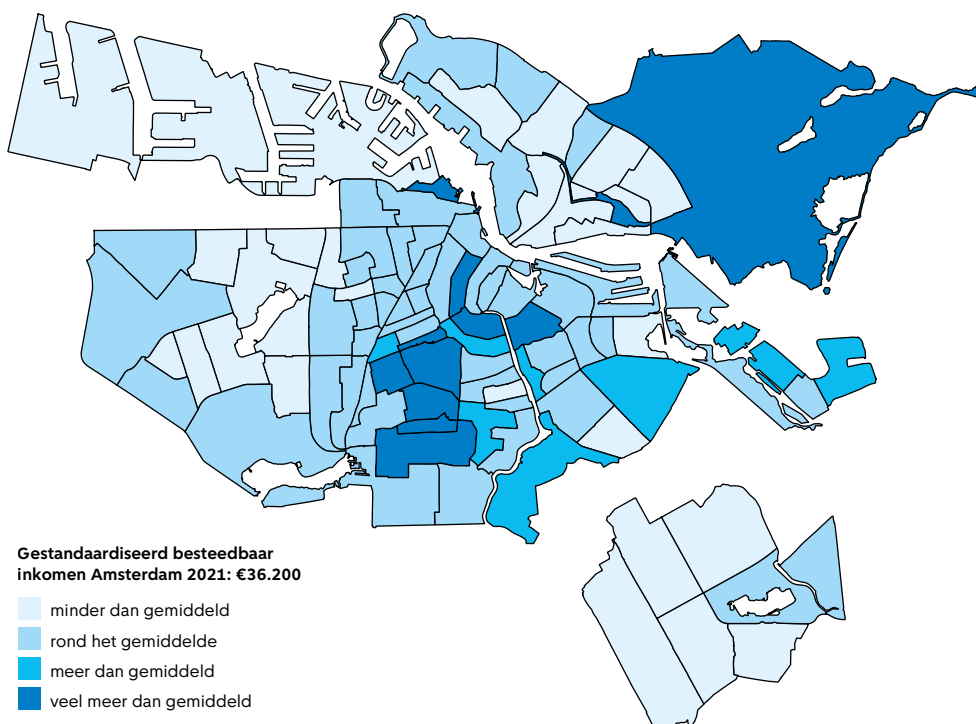 Gestandaardiseerd besteedbaar
inkomen Amsterdam 2021: €36.200
minder dan gemiddeld
rond het gemiddelde
meer dan gemiddeld
veel meer dan gemiddeld